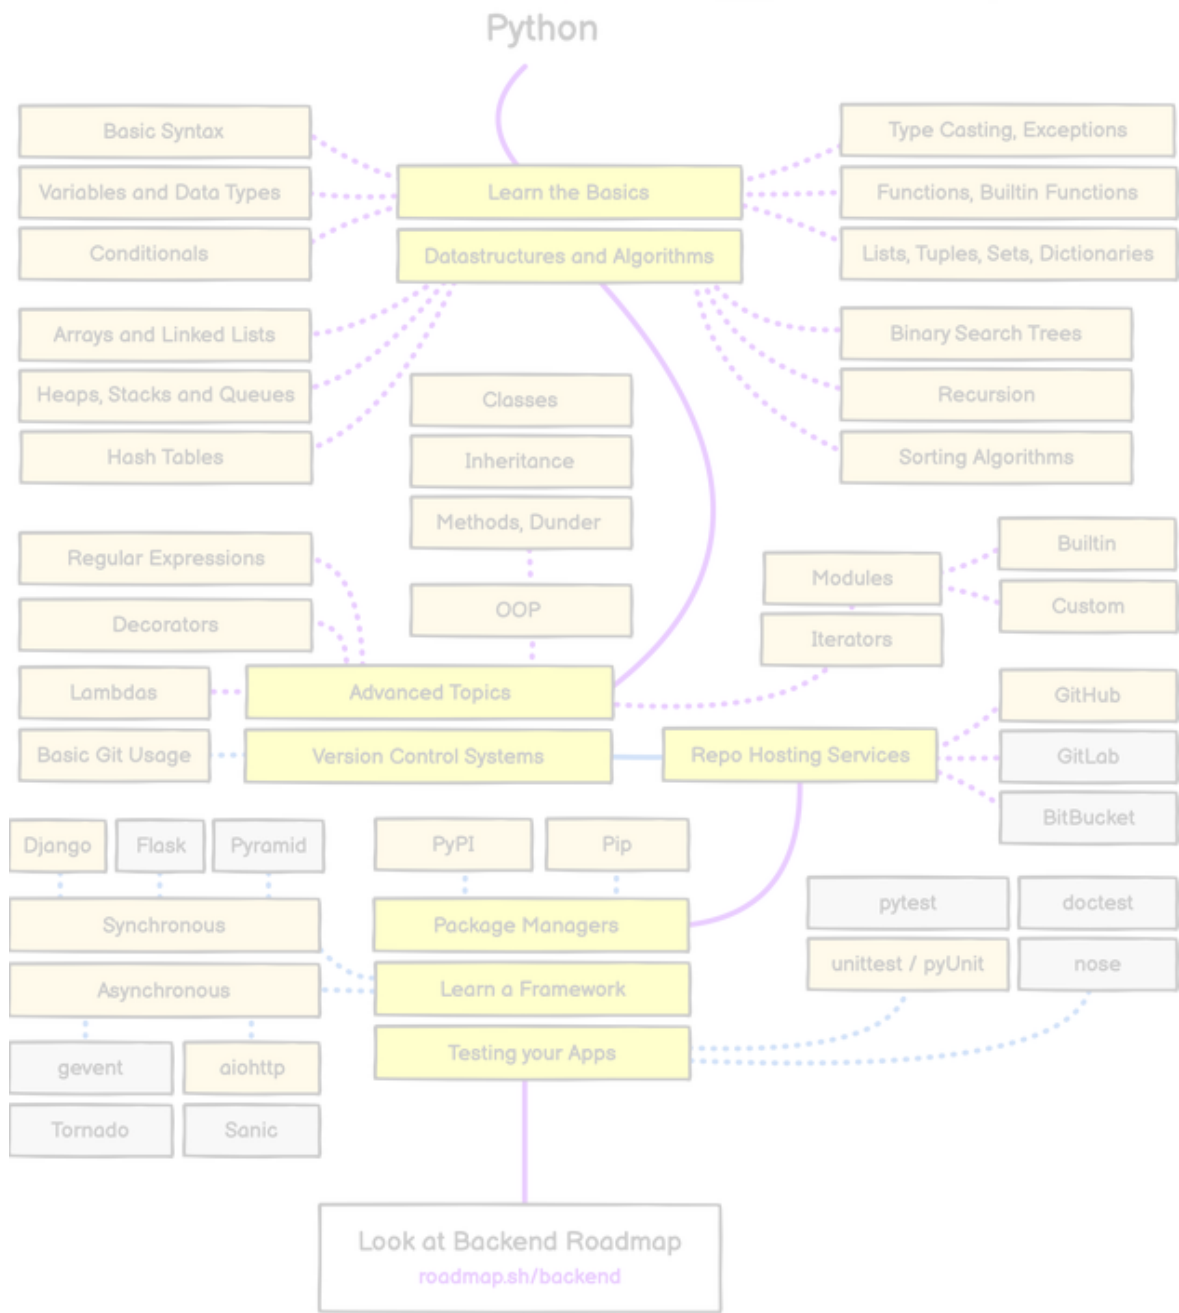 Python
Basic Syntax
Variables and Data Types
Conditionals
Learn the Basics
Datastructures and Algorithms
Type Casting, Exceptions
Functions, Builtin Functions
Lists, Tuples, Sets, Dictionaries
Arrays and Linked Lists
Heaps, Stacks and Queues
Hash Tables
Binary Search Trees
Recursion
Sorting Algorithms
Classes
Inheritance
Methods, Dunder
OOP
Regular Expressions
Decorators
Lambdas
Advanced Topics
Modules
Iterators
Builtin
Custom
Basic Git Usage
Version Control Systems
Repo Hosting Services
GitHub
GitLab
BitBucket
Django
Flask
Pyramid
Synchronous
Asynchronous
gevent
aiohttp
Tornado
Sanic
PyPI
Pip
Package Managers
Learn a Framework
Testing your Apps
pytest
doctest
unittest / pyUnit
nose
Look at Backend Roadmap
roadmap.sh/backend